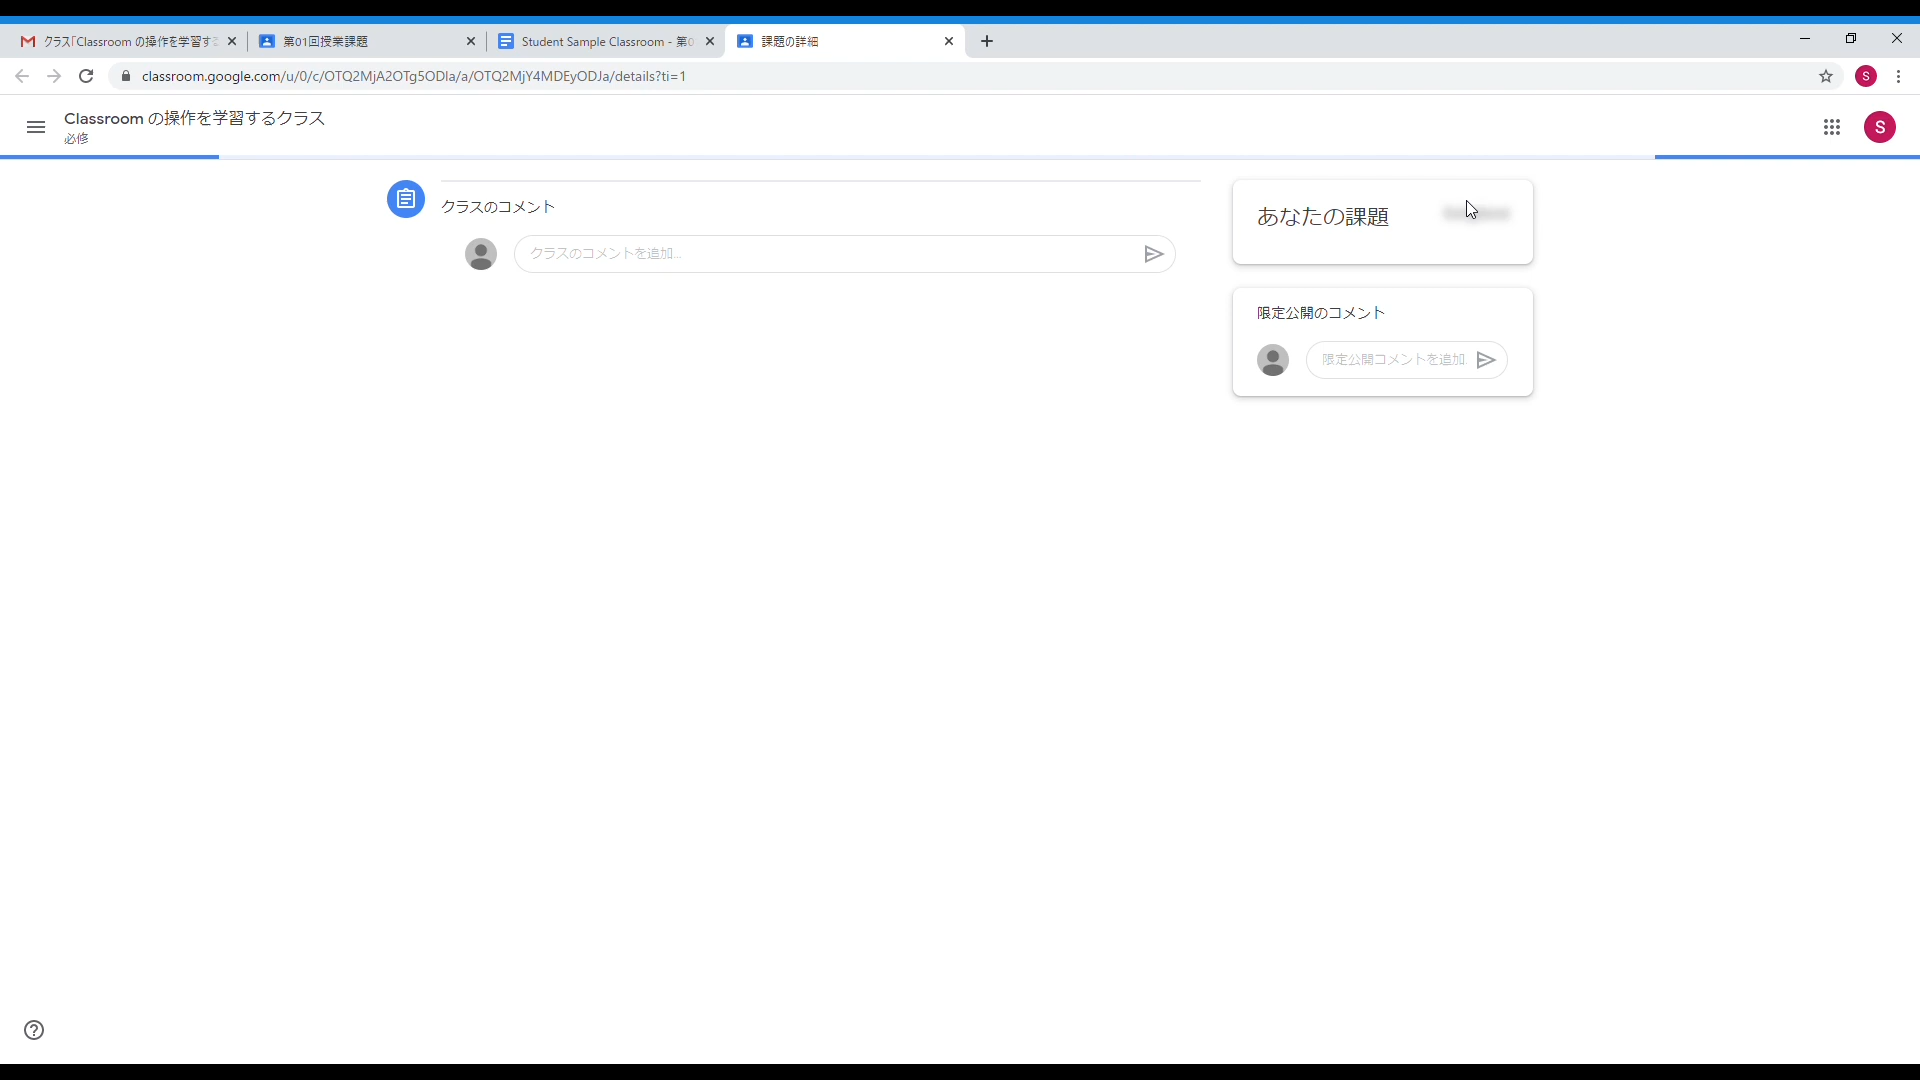 クラス「Classroom の操作を学習する
第01回授業課題
Student Sample Classroom - 第0
課題の詳細
classroom.google.com/u/0/c/OTQ2MjA2OTg5ODIa/a/OTQ2MjY4MDEyODJa/details?ti=1
S
Classroom の操作を学習するクラス
必修
S
クラスのコメント
クラスのコメントを追加...
あなたの課題
限定公開のコメント
限定公開コメントを追加